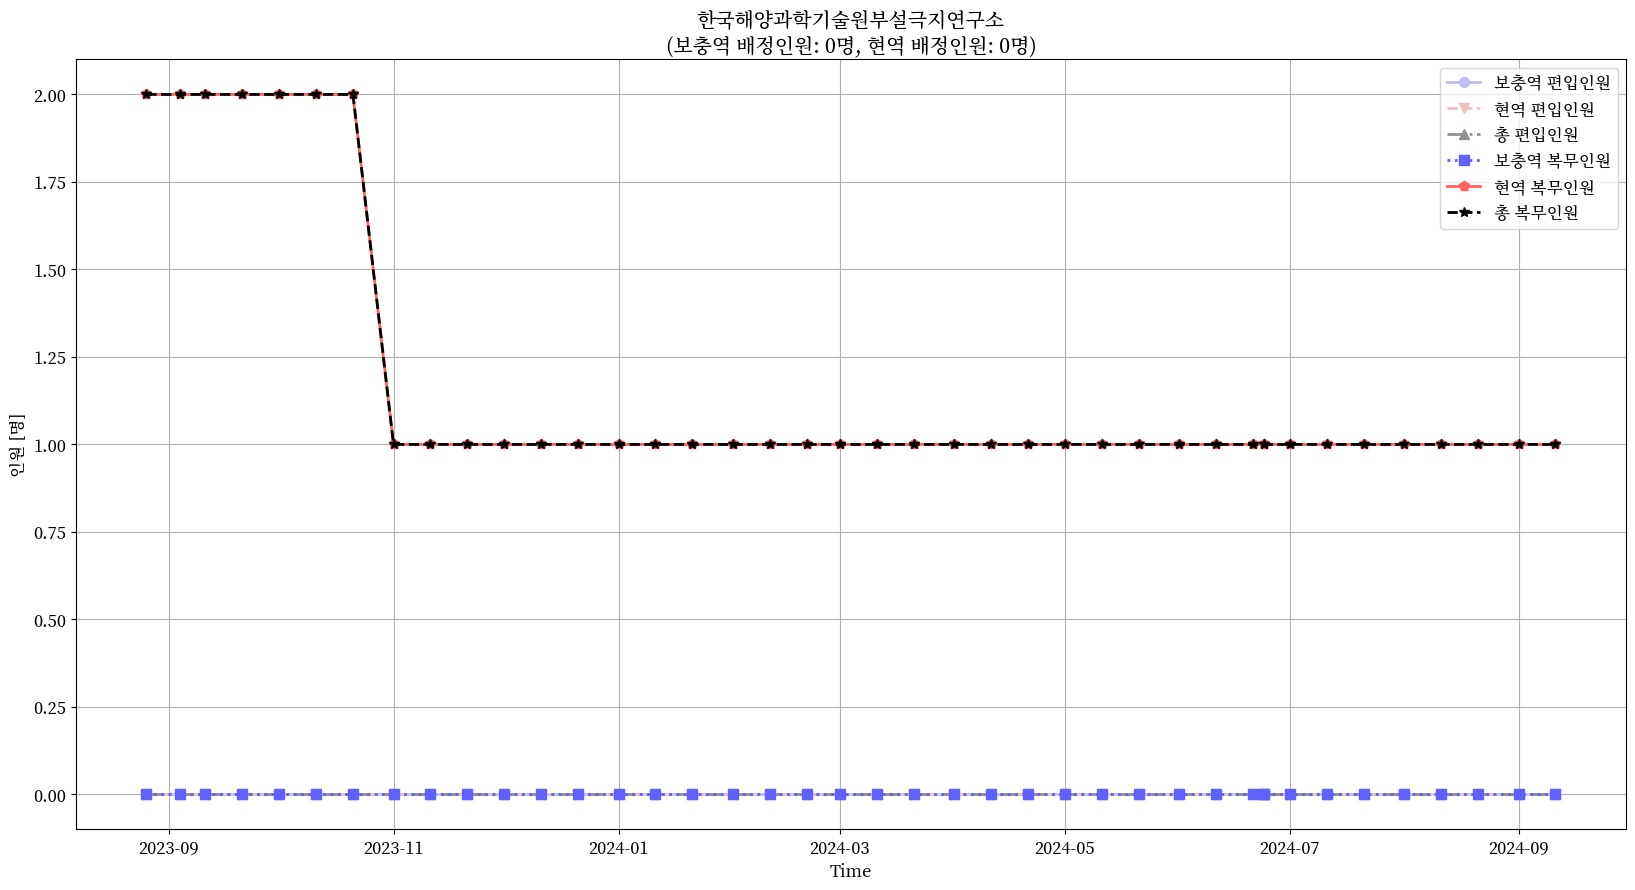 한국해양과학기술원부설극지연구소
(보충역 배정인원: 0명, 현역 배정인원: 0명)
보충역 편입인원
현역 편입인원
총 편입인원
보충역 복무인원
현역 복무인원
총 복무인원
인원 [명]
2.00
1.75
1.50
1.25
1.00
0.75
0.50
0.25
0.00
2023-09
2023-11
2024-01
2024-03
2024-05
2024-07
2024-09
Time